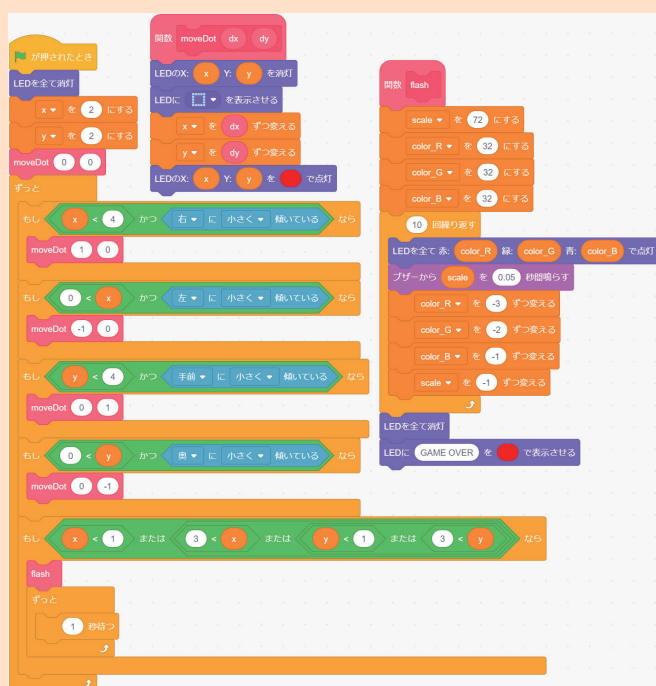 が押されたとき
LEDを全て消灯
x を 2 にする
y を 2 にする
moveDot 0 0
ずっと
もし x < 4 かつ 右 に 小さく 傾いている なら
moveDot 1 0
もし 0 < x かつ 左 に 小さく 傾いている なら
moveDot -1 0
もし y < 4 かつ 手前 に 小さく 傾いている なら
moveDot 0 1
もし 0 < y かつ 奥 に 小さく 傾いている なら
moveDot 0 -1
もし x < 1 または 3 < x または y < 1 または 3 < y なら
flash
ずっと
1 秒待つ
関数 moveDot dx dy
LEDのX: x Y: y を消灯
LEDに を表示させる
x を dx ずつ変える
y を dy ずつ変える
LEDのX: x Y: y を で点灯
関数 flash
scale を 72 にする
color_R を 32 にする
color_G を 32 にする
color_B を 32 にする
10 回繰り返す
LEDを全て 赤: color_R 緑: color_G 青: color_B で点灯
ブザーから scale を 0.05 秒間鳴らす
color_R を -3 ずつ変える
color_G を -2 ずつ変える
color_B を -1 ずつ変える
scale を -1 ずつ変える
LEDを全て消灯
LEDに GAME OVER を で表示させる